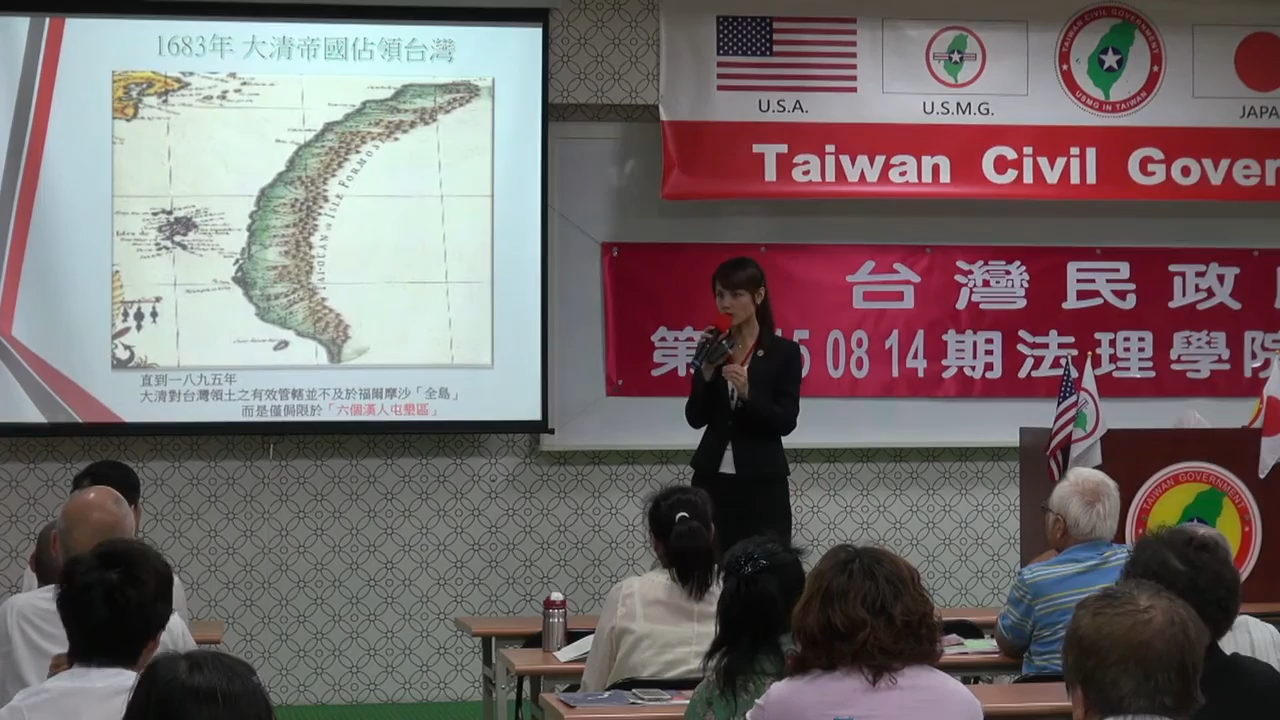 1683年 大清帝國佔領台灣
ISLE FORMOSA
直到一八九五年
大清對台灣領土之有效管轄並不及於福爾摩沙「全島」
而是僅侷限於「六個漢人屯墾區」
U.S.A.
U.S.M.G.
TAIWAN CIVIL GOVERNMENT
USMG IN TAIWAN
JAPA
Taiwan Civil Gover
台灣民政
第 5 08 14 期法理學院
TAIWAN GOVERNMENT